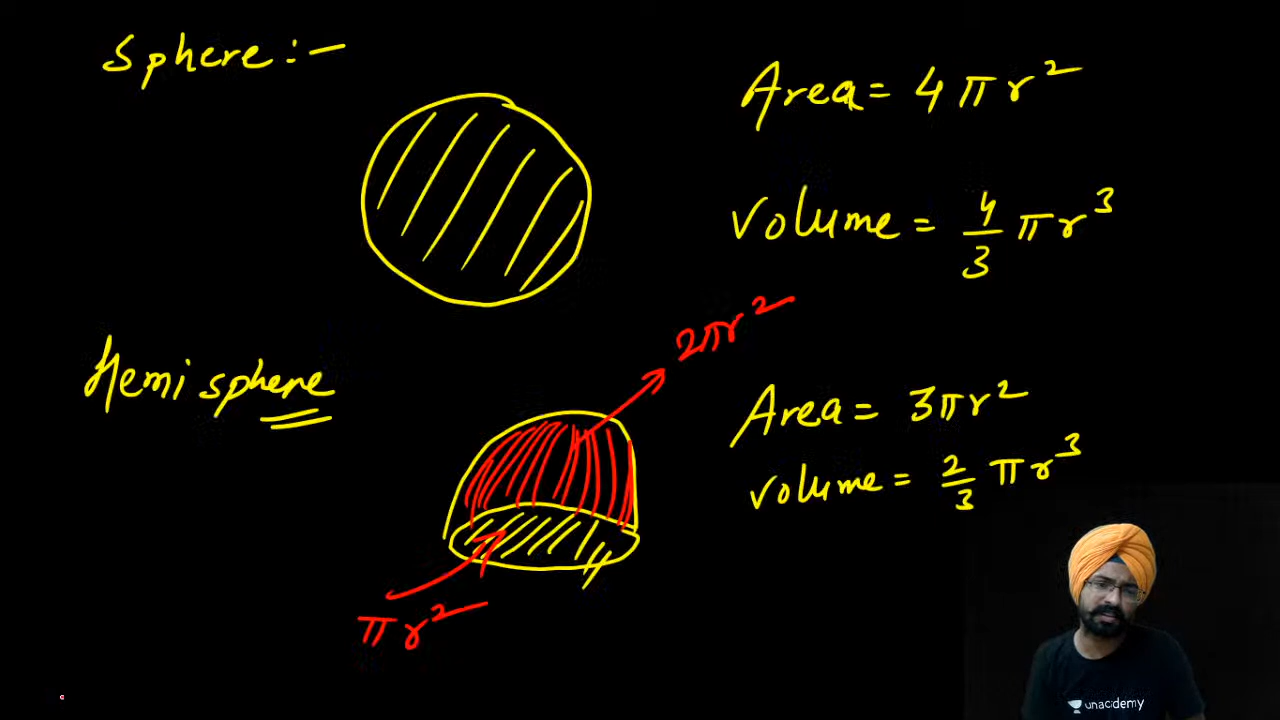 Sphere:-
Area = 4πr²
Volume = 4/3 πr³
2πr²
Hemisphere
Area = 3πr²
Volume = 2/3 πr³
πr²
unacademy